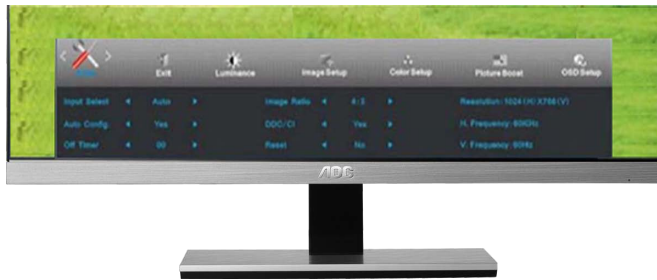 Extra
Exit
Luminance
Image Setup
Color Setup
Picture Boost
OSD Setup
Input Select
Auto
Image Ratio
4:3
Resolution: 1024 (H) X768 (V)
Auto Config.
Yes
DDC/CI
Yes
H. Frequency: 60KHz
Off Timer
00
Reset
No
V. Frequency: 60Hz
AOC